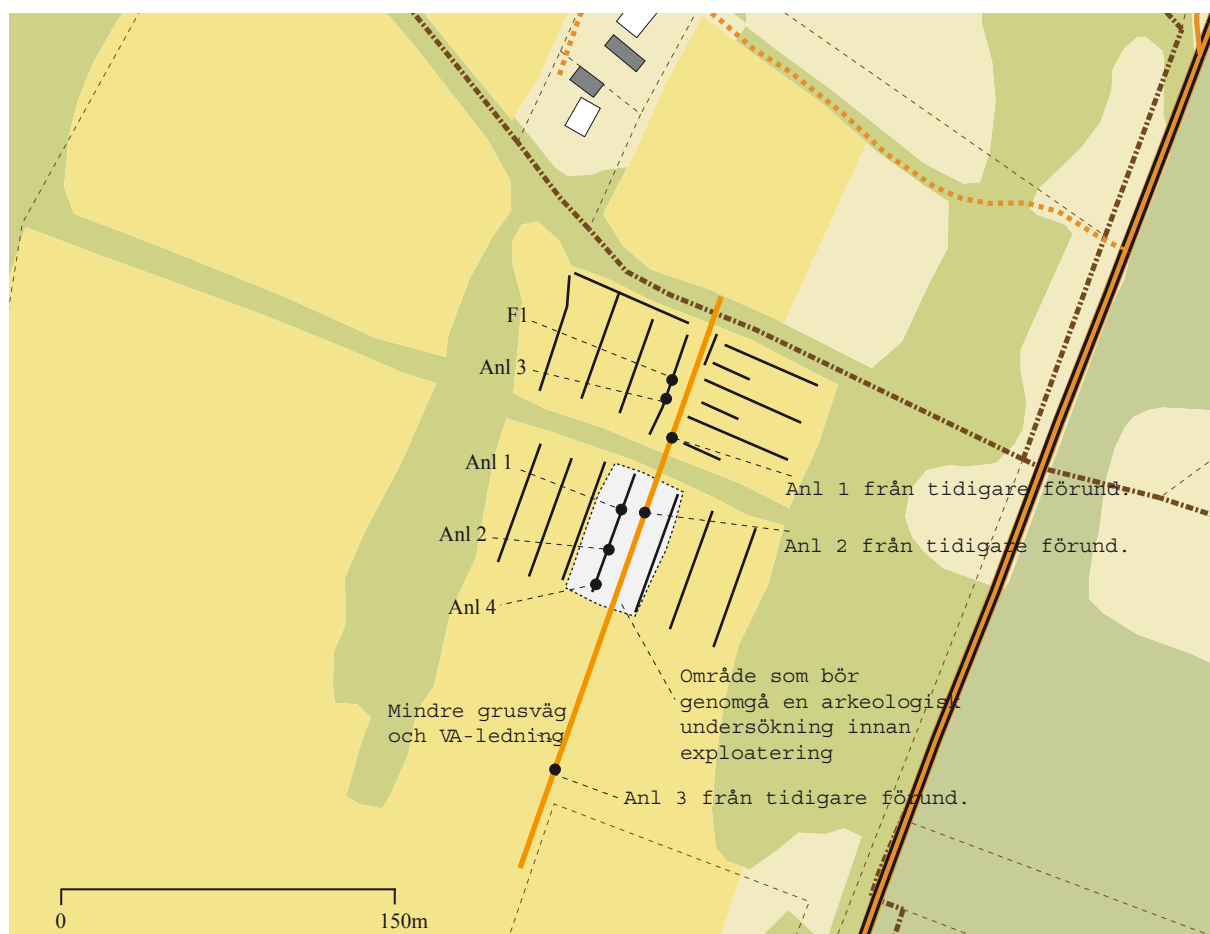 F1
Anl 3
Anl 1
Anl 1 från tidigare förund.
Anl 2
Anl 2 från tidigare förund.
Anl 4
Område som bör
genomgå en arkeologisk
undersökning innan
exploatering
Mindre grusväg
och VA-ledning
Anl 3 från tidigare förund.
0
150m